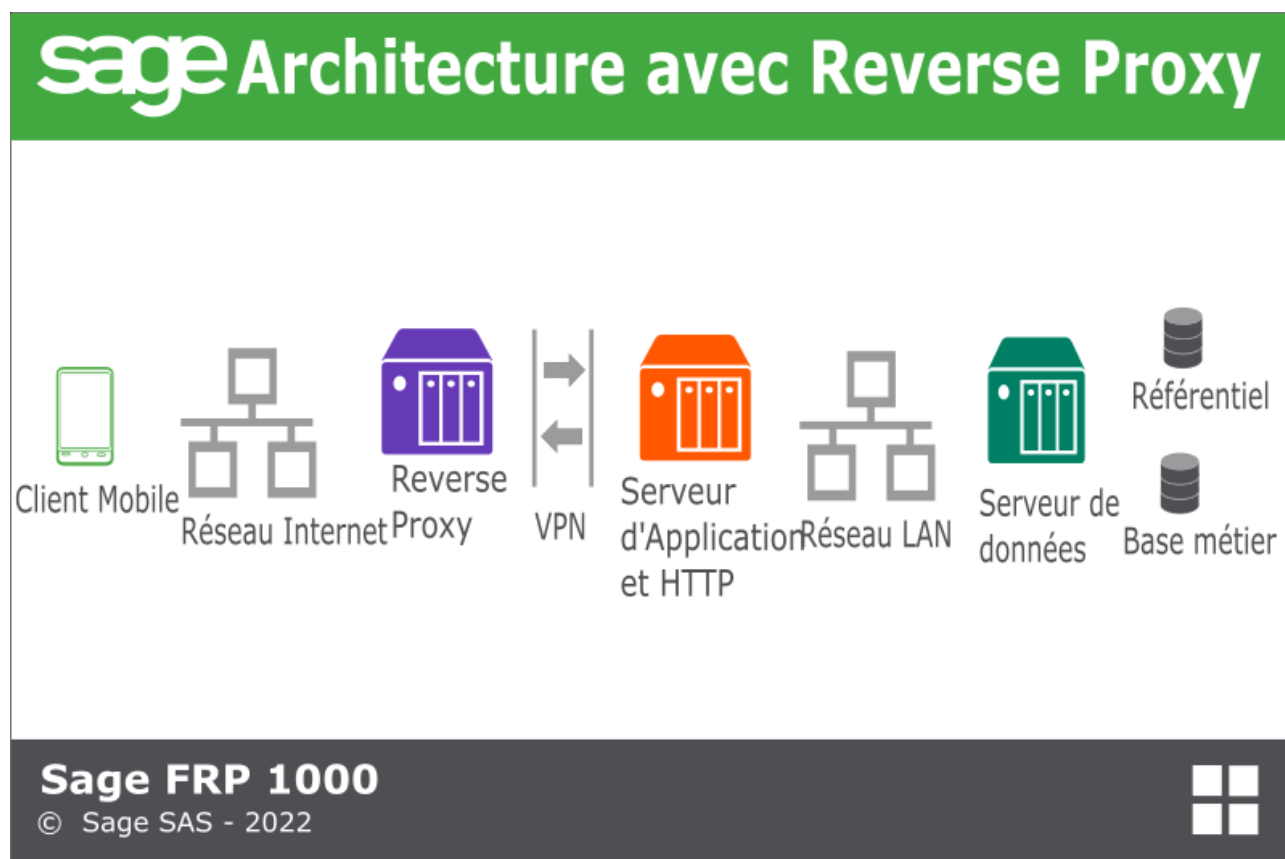 sage Architecture avec Reverse Proxy
Client Mobile
Réseau Internet
Reverse
Proxy
VPN
Serveur
d'Application
et HTTP
Réseau LAN
Serveur de
données
Référentiel
Base métier
Sage FRP 1000
© Sage SAS - 2022